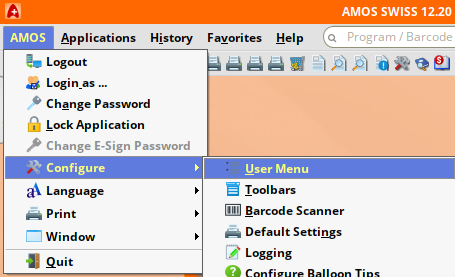 AMOS SWISS 12.20
AMOS Applications History Favorites Help Program / Barcode
Logout
Login as ...
Change Password
Lock Application
Change E-Sign Password
Configure
User Menu
Language
Toolbars
Print
Barcode Scanner
Window
Default Settings
Logging
Quit
Configure Balloon Tips